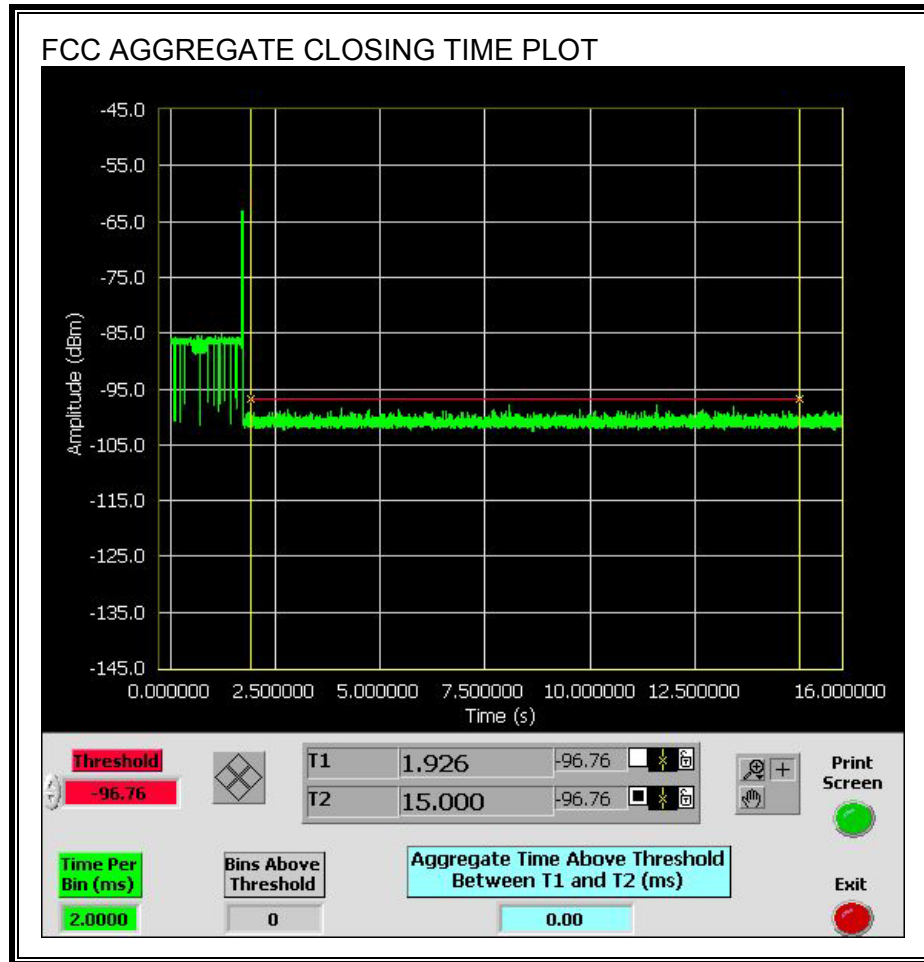 FCC AGGREGATE CLOSING TIME PLOT
-45.0
-55.0
-65.0
-75.0
-85.0
-95.0
-105.0
-115.0
-125.0
-135.0
-145.0
Amplitude (dBm)
0.000000 2.500000 5.000000 7.500000 10.000000 12.500000 16.000000
Time (s)
Threshold
-96.76
T1 1.926 -96.76
T2 15.000 -96.76
Print
Screen
Time Per
Bin (ms)
2.0000
Bins Above
Threshold
0
Aggregate Time Above Threshold
Between T1 and T2 (ms)
0.00
Exit